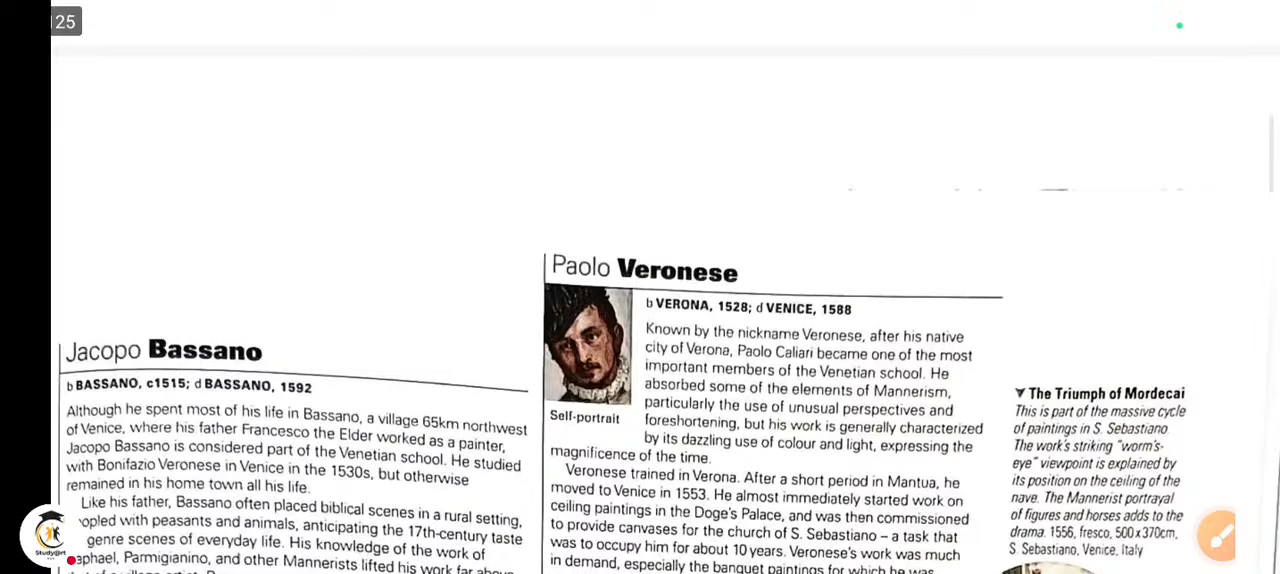 125
Jacopo Bassano
b BASSANO, c1515; d BASSANO, 1592
Although he spent most of his life in Bassano, a village 65km northwest
of Venice, where his father Francesco the Elder worked as a painter,
Jacopo Bassano is considered part of the Venetian school. He studied
with Bonifazio Veronese in Venice in the 1530s, but otherwise
remained in his home town all his life.
Like his father, Bassano often placed biblical scenes in a rural setting,
with peasants and animals, anticipating the 17th-century taste
genre scenes of everyday life. His knowledge of the work of
Parmigianino, and other Mannerists lifted his work far
Paolo Veronese
b VERONA, 1528; d VENICE, 1588
Known by the nickname Veronese, after his native
city of Verona, Paolo Caliari became one of the most
important members of the Venetian school. He
absorbed some of the elements of Mannerism,
particularly the use of unusual perspectives and
foreshortening, but his work is generally characterized
by its dazzling use of colour and light, expressing the
magnificence of the time.
Self-portrait
Veronese trained in Verona. After a short period in Mantua, he
moved to Venice in 1553. He almost immediately started work on
ceiling paintings in the Doge's Palace, and was then commissioned
to provide canvases for the church of S. Sebastiano – a task that
was to occupy him for about 10 years. Veronese's work was much
in demand, especially the banquet paintings for which he was
The Triumph of Mordecai
This is part of the massive cycle
of paintings in S. Sebastiano.
The work's striking "worm's-
eye" viewpoint is explained by
its position on the ceiling of the
nave. The Mannerist portrayal
of figures and horses adds to the
drama. 1556, fresco, 500x370cm,
S. Sebastiano, Venice, Italy
Study@rt